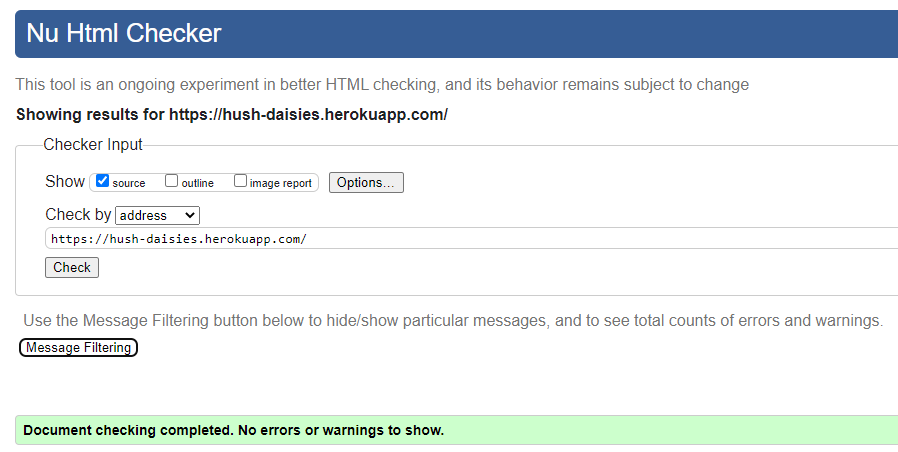 Nu Html Checker
This tool is an ongoing experiment in better HTML checking, and its behavior remains subject to change
Showing results for https://hush-daisies.herokuapp.com/
Checker Input
Show source outline image report Options...
Check by address
https://hush-daisies.herokuapp.com/
Check
Use the Message Filtering button below to hide/show particular messages, and to see total counts of errors and warnings.
Message Filtering
Document checking completed. No errors or warnings to show.